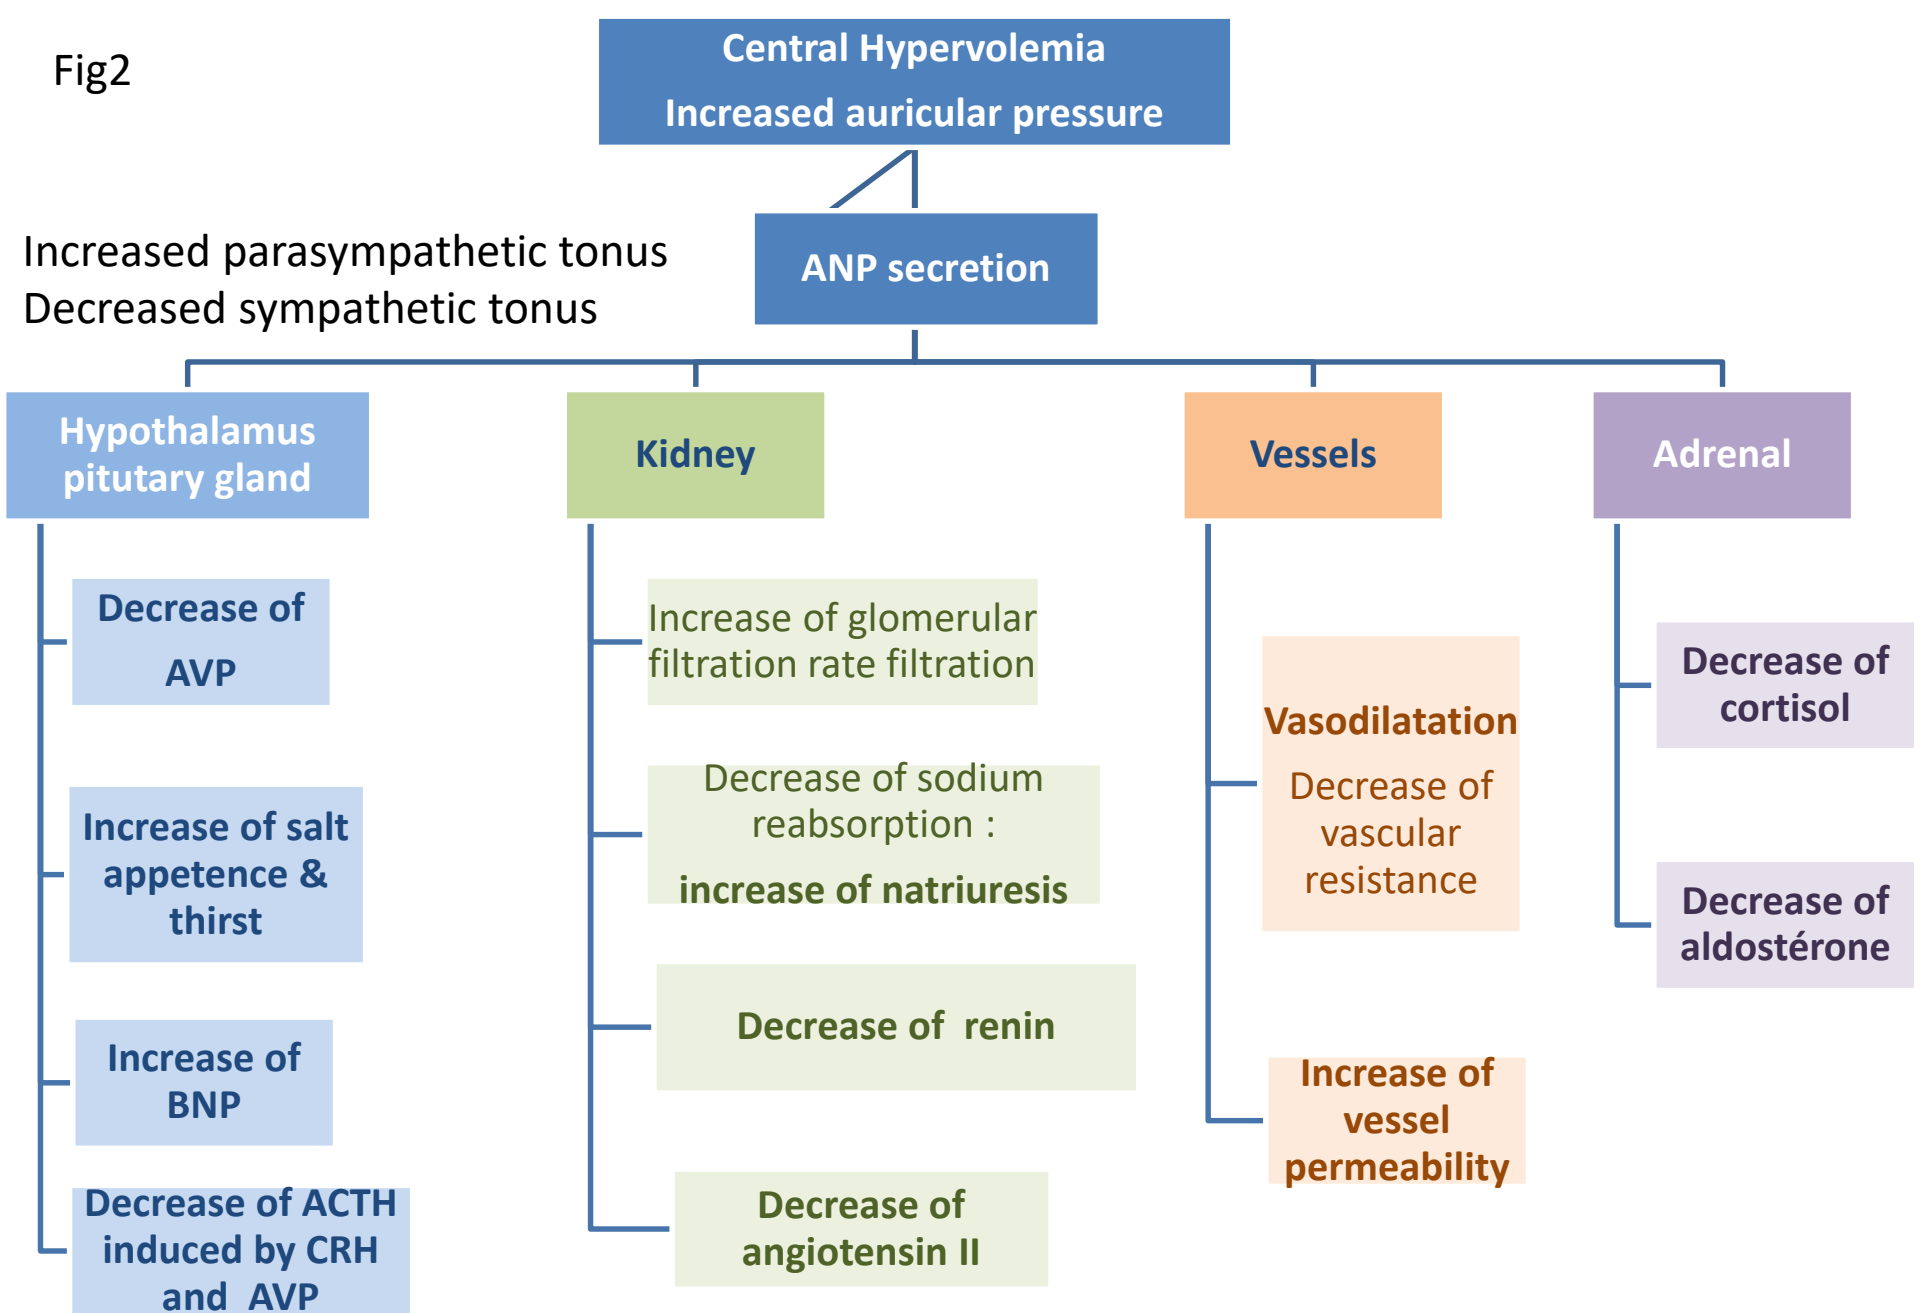 Fig2
Central Hypervolemia
Increased auricular pressure
Increased parasympathetic tonus
Decreased sympathetic tonus
ANP secretion
Hypothalamus
pitutary gland
Decrease of
AVP
Increase of salt
appetence &
thirst
Increase of
BNP
Decrease of ACTH
induced by CRH
and AVP
Kidney
Increase of glomerular
filtration rate filtration
Decrease of sodium
reabsorption :
increase of natriuresis
Decrease of renin
Decrease of
angiotensin II
Vessels
Vasodilatation
Decrease of
vascular
resistance
Increase of
vessel
permeability
Adrenal
Decrease of
cortisol
Decrease of
aldostérone